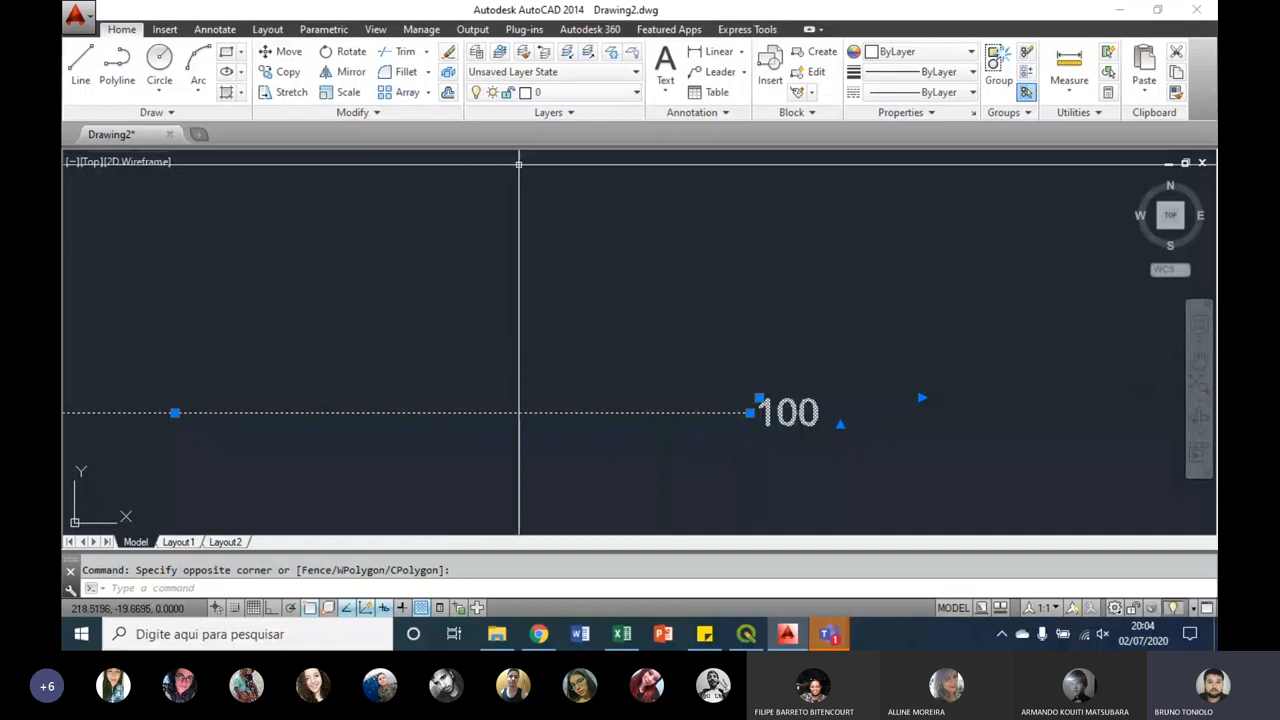 Autodesk AutoCAD 2014 Drawing2.dwg
Home Insert Annotate Layout Parametric View Manage Output Plug-ins Autodesk 360 Featured Apps Express Tools
Line Polyline Circle Arc
Move Rotate Trim
Copy Mirror Fillet
Stretch Scale Array
Unsaved Layer State
0
Text
Linear
Leader
Table
Insert
Create
Edit
ByLayer
ByLayer
ByLayer
Group
Measure
Paste
Draw Modify Layers Annotation Block Properties Groups Utilities Clipboard
Drawing2*
[−][Top][2D Wireframe]
N
W TOP E
S
WCS
100
Y
X
Model Layout1 Layout2
Command: Specify opposite corner or [Fence/WPolygon/CPolygon]:
Type a command
218.5196, -19.6695, 0.0000
MODEL
1:1
Digite aqui para pesquisar
1
20:04
02/07/2020
+6
FILIPE BARRETO BITENCOURT
ALLINE MOREIRA
ARMANDO KOUITI MATSUBARA
BRUNO TONIOLO